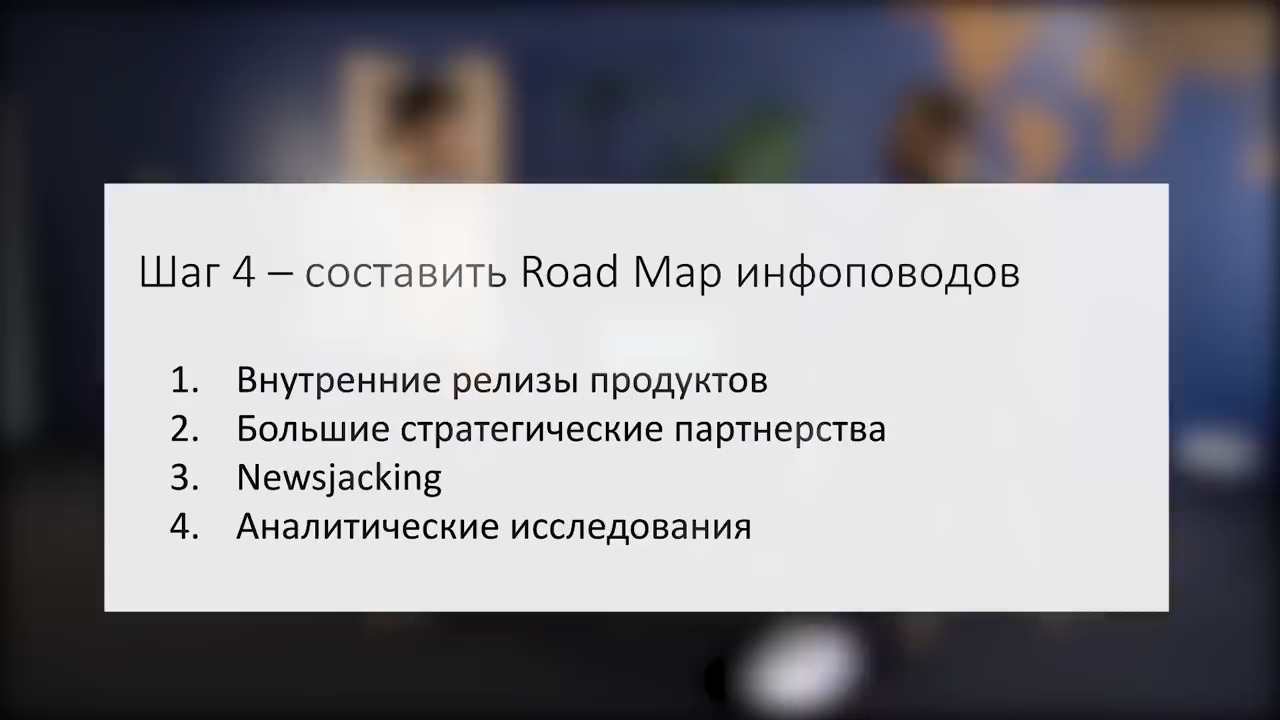 Шаг 4 – составить Road Map инфоповодов
1. Внутренние релизы продуктов
2. Большие стратегические партнерства
3. Newsjacking
4. Аналитические исследования